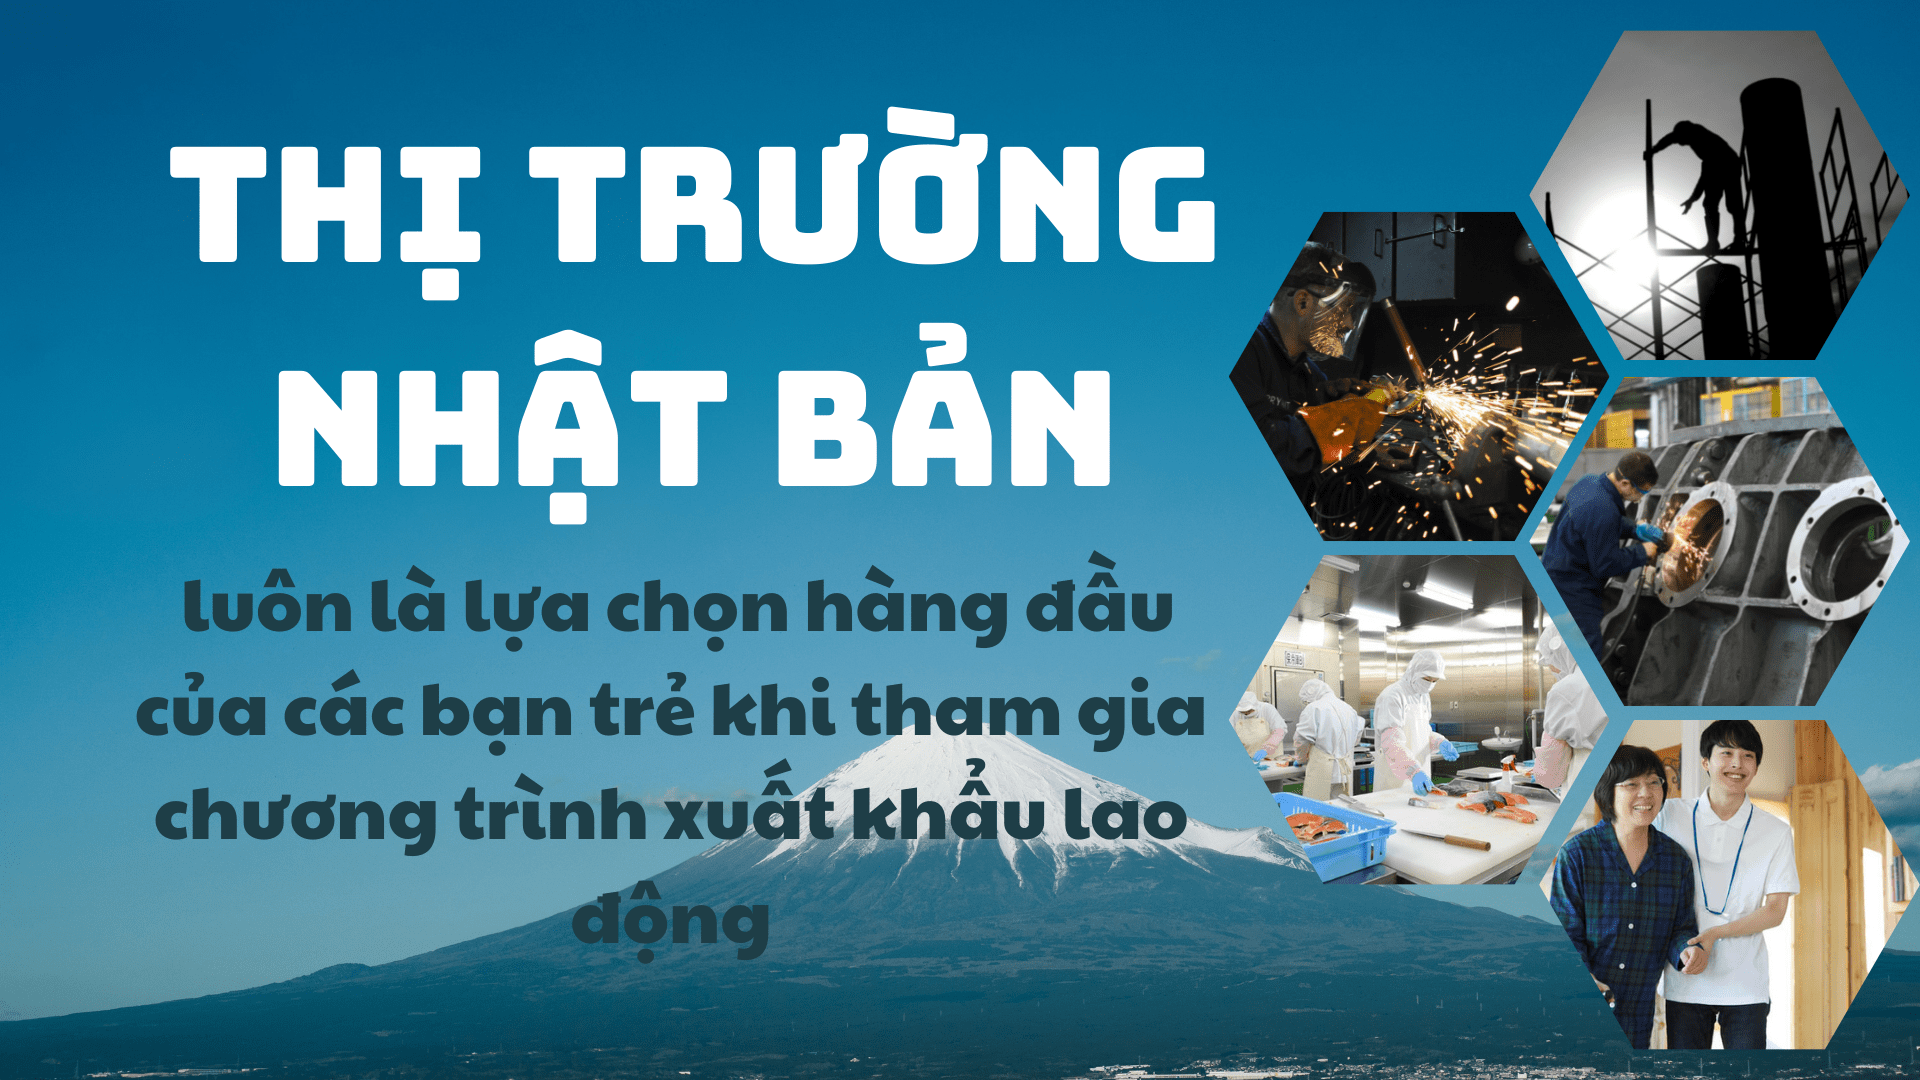 THỊ TRƯỜNG
NHẬT BẢN
luôn là lựa chọn hàng đầu
của các bạn trẻ khi tham gia
chương trình xuất khẩu lao
động